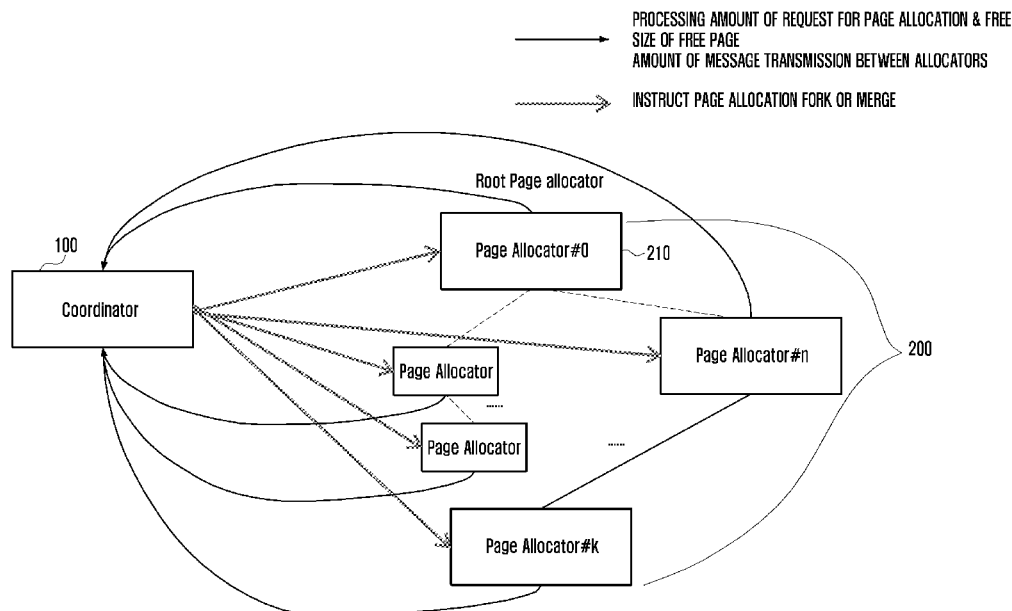 PROCESSING AMOUNT OF REQUEST FOR PAGE ALLOCATION & FREE
SIZE OF FREE PAGE
AMOUNT OF MESSAGE TRANSMISSION BETWEEN ALLOCATORS
INSTRUCT PAGE ALLOCATION FORK OR MERGE
Root Page allocator
100
Page Allocator#0
210
Coordinator
Page Allocator#n
200
Page Allocator
......
Page Allocator
......
Page Allocator#k